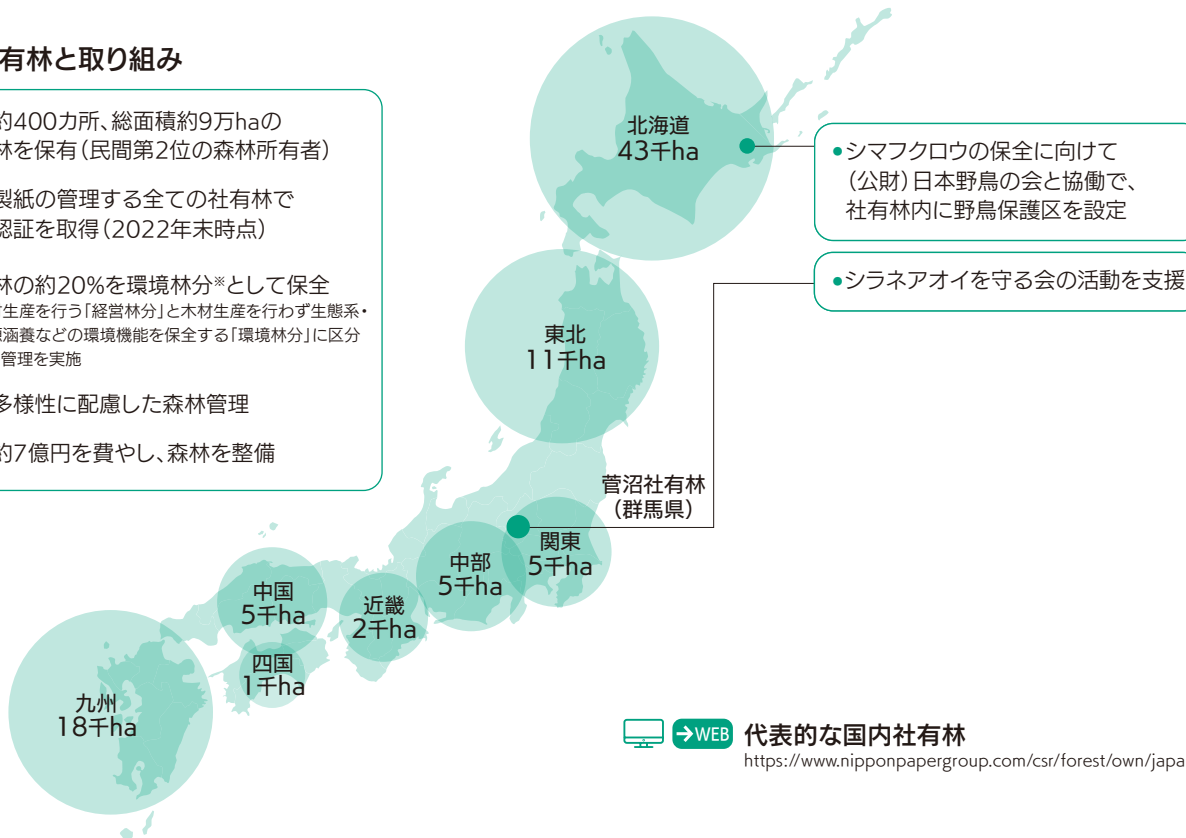 有林と取り組み
約400カ所、総面積約9万haの
林を保有（民間第2位の森林所有者）
製紙の管理する全ての社有林で
認証を取得（2022年末時点）
林の約20%を環境林分※として保全
生産を行う「経営林分」と木材生産を行わず生態系・
涵養などの環境機能を保全する「環境林分」に区分
管理を実施
多様性に配慮した森林管理
約7億円を費やし、森林を整備
北海道
43千ha
•シマフクロウの保全に向けて
（公財）日本野鳥の会と協働で、
社有林内に野鳥保護区を設定
•シラネアオイを守る会の活動を支援
東北
11千ha
菅沼社有林
（群馬県）
関東
5千ha
中部
5千ha
近畿
2千ha
中国
5千ha
四国
1千ha
九州
18千ha
→WEB 代表的な国内社有林
https://www.nipponpapergroup.com/csr/forest/own/japa